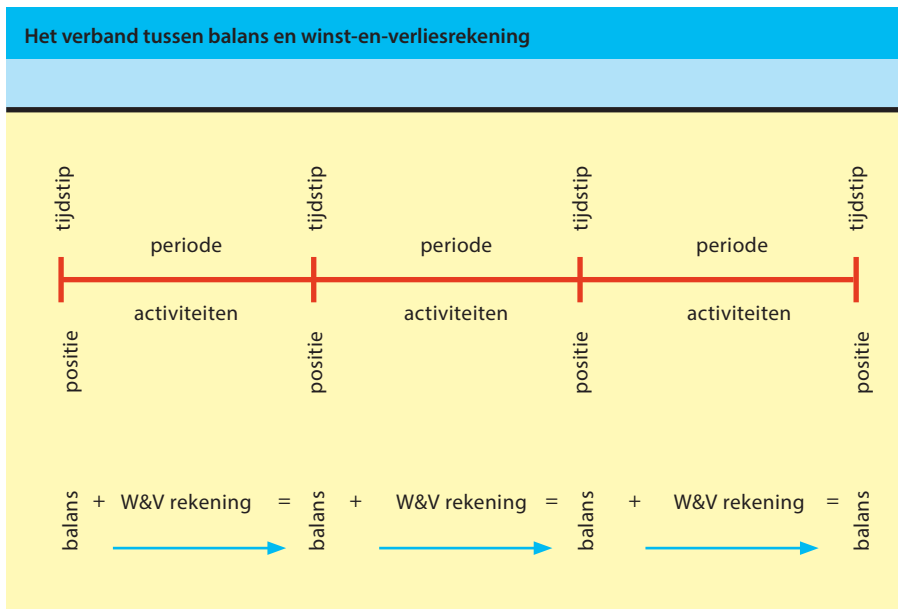 Het verband tussen balans en winst-en-verliesrekening
tijdstip tijdstip tijdstip tijdstip
periode periode periode
activiteiten activiteiten activiteiten
positie positie positie positie
balans + W&V rekening = balans + W&V rekening = balans + W&V rekening = balans